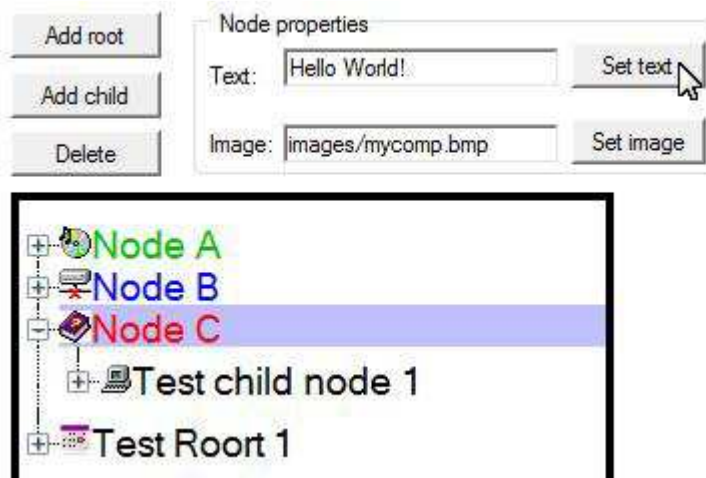 Add root
Add child
Delete
Node properties
Text: Hello World! Set text
Image: images/mycomp.bmp Set image
Node A
Node B
Node C
Test child node 1
Test Roort 1